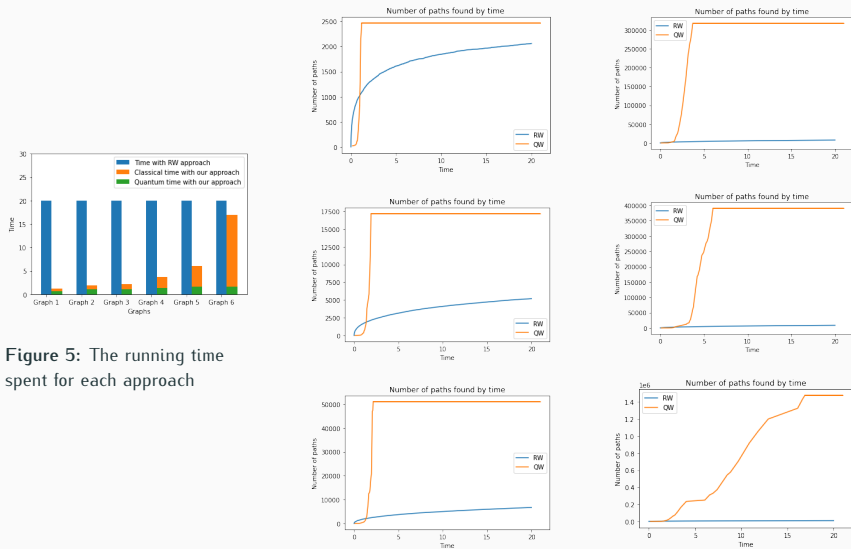 30
25
20
15
10
5
0
Time
Time with RW approach
Classical time with our approach
Quantum time with our approach
Graph 1 Graph 2 Graph 3 Graph 4 Graph 5 Graph 6
Graphs
Figure 5: The running time
spent for each approach
Number of paths found by time
2500
2000
1500
1000
500
0
Number of paths
RW
QW
0 5 10 15 20
Time
Number of paths found by time
17500
15000
12500
10000
7500
5000
2500
0
Number of paths
RW
QW
0 5 10 15 20
Time
Number of paths found by time
50000
40000
30000
20000
10000
0
Number of paths
RW
QW
0 5 10 15 20
Time
Number of paths found by time
300000
250000
200000
150000
100000
50000
0
Number of paths
RW
QW
0 5 10 15 20
Time
Number of paths found by time
400000
350000
300000
250000
200000
150000
100000
50000
0
Number of paths
RW
QW
0 5 10 15 20
Time
Number of paths found by time
1e6
1.4
1.2
1.0
0.8
0.6
0.4
0.2
0.0
Number of paths
RW
QW
0 5 10 15 20
Time